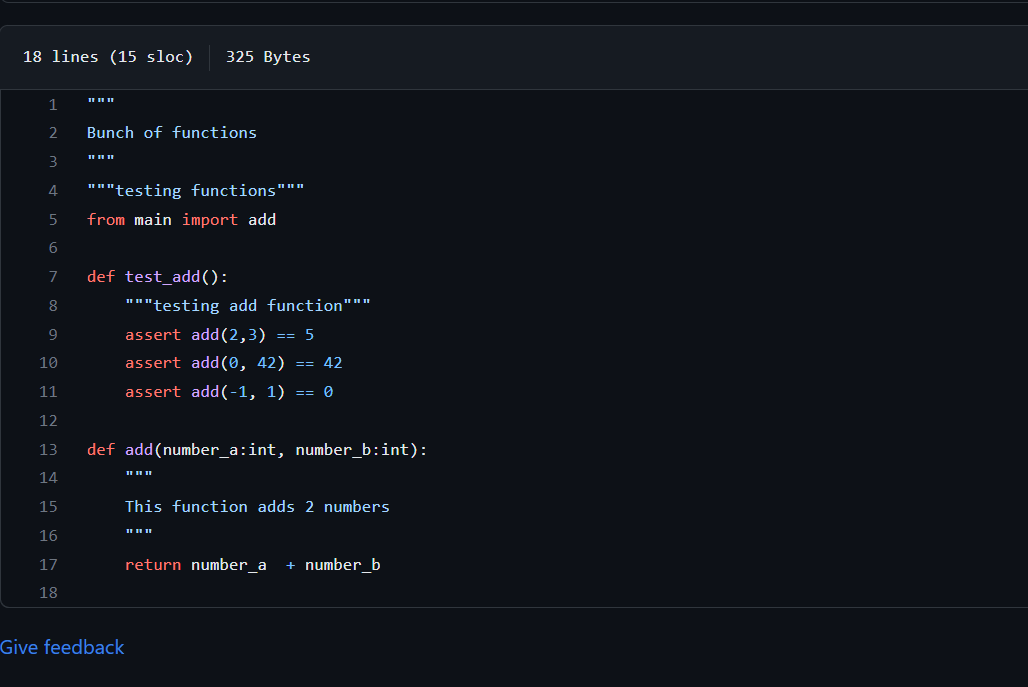 18 lines (15 sloc) 325 Bytes
1 """
2 Bunch of functions
3 """
4 """testing functions"""
5 from main import add
6
7 def test_add():
8     """testing add function"""
9     assert add(2,3) == 5
10     assert add(0, 42) == 42
11     assert add(-1, 1) == 0
12
13 def add(number_a:int, number_b:int):
14     """
15     This function adds 2 numbers
16     """
17     return number_a  + number_b
18
Give feedback